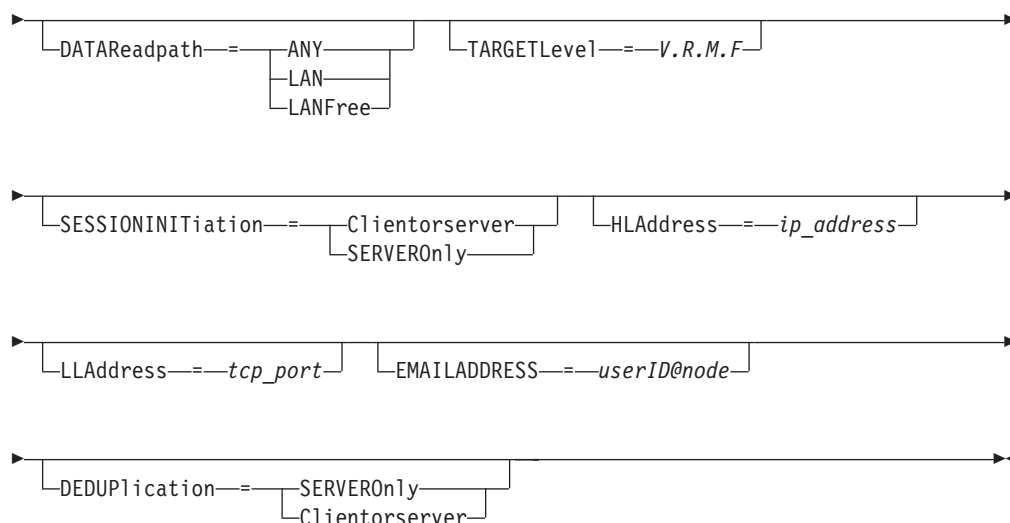 DATAReadpath = ANY TARGETLevel = V.R.M.F
LAN
LANFree
SESSIONINITiation = Clientorserver HLAddress = ip_address
SERVEROnly
LLAddress = tcp_port EMAILADDRESS = userID@node
DEDUPlication = SERVEROnly
Clientorserver